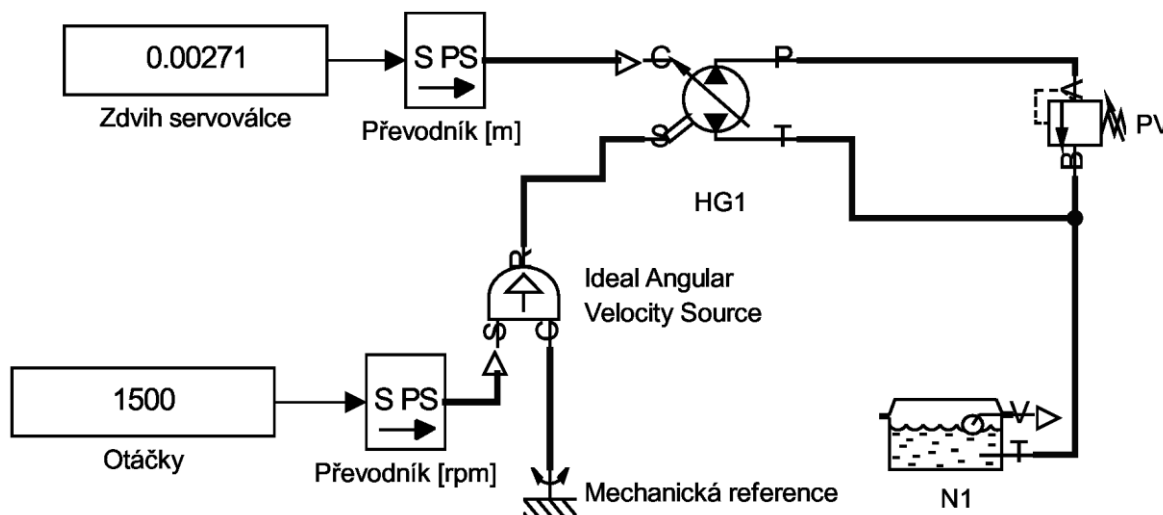 0.00271
Zdvih servoválce
S PS
Převodník [m]
C
P
S
T
HG1
A
B
PV
R
S
C
Ideal Angular
Velocity Source
1500
Otáčky
S PS
Převodník [rpm]
Mechanická reference
V
T
N1